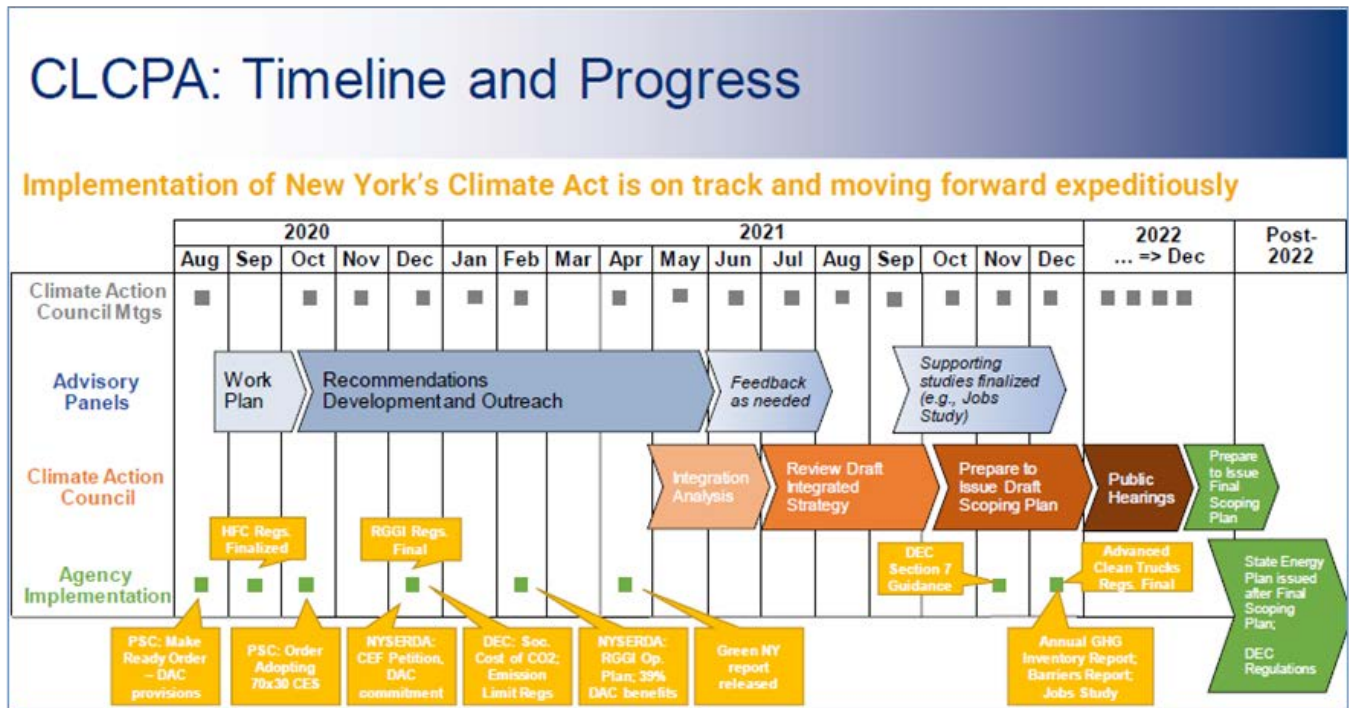 CLCPA: Timeline and Progress
Implementation of New York's Climate Act is on track and moving forward expeditiously
2020
2021
2022
... => Dec
Post-
2022
Aug Sep Oct Nov Dec Jan Feb Mar Apr May Jun Jul Aug Sep Oct Nov Dec
Climate Action
Council Mtgs
Advisory
Panels
Work
Plan
Recommendations
Development and Outreach
Feedback
as needed
Supporting
studies finalized
(e.g., Jobs
Study)
Climate Action
Council
Integration
Analysis
Review Draft
Integrated
Strategy
Prepare to
Issue Draft
Scoping Plan
Public
Hearings
Prepare
to Issue
Final
Scoping
Plan
Agency
Implementation
HFC Regs.
Finalized
RGGI Regs.
Final
DEC
Section 7
Guidance
Advanced
Clean Trucks
Regs. Final
State Energy
Plan issued
after Final
Scoping
Plan;
DEC
Regulations
PSC: Make
Ready Order
– DAC
provisions
PSC: Order
Adopting
70x30 CES
NYSERDA:
CEF Petition,
DAC
commitment
DEC: Soc.
Cost of CO2;
Emission
Limit Regs
NYSERDA:
RGGI Op.
Plan; 39%
DAC benefits
Green NY
report
released
Annual GHG
Inventory Report;
Barriers Report;
Jobs Study